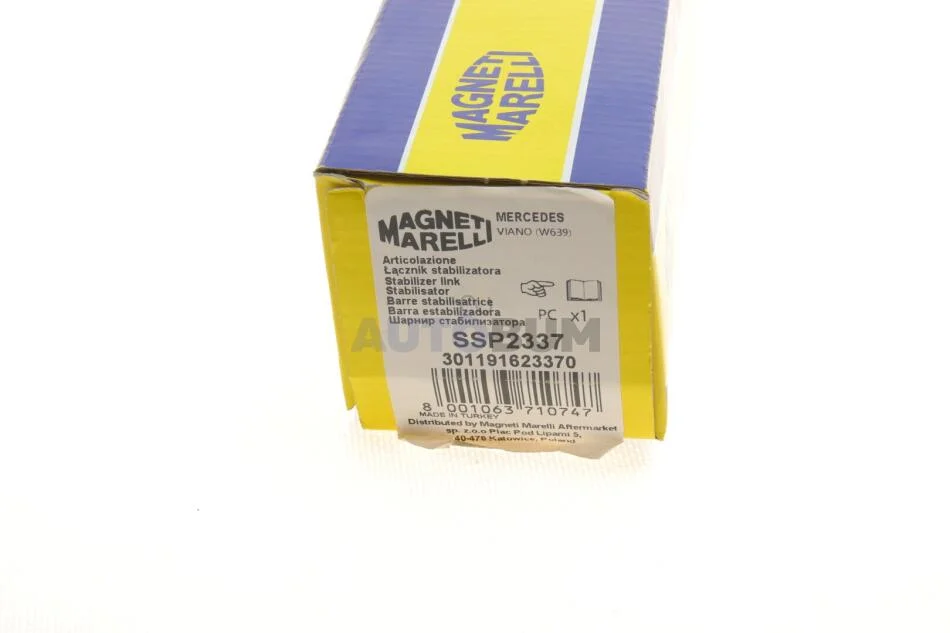 MAGNETI
MARELLI
MAGNETI
MARELLI
MERCEDES
VIANO (W639)
Articolazione
Łącznik stabilizatora
Stabilizer link
Stabilisator
Barre stabilisatrice
Barra estabilizadora
Шарнир стабилизатора
PC x1
AUTOBUM
SSP2337
301191623370
8 001063 710747
MADE IN TURKEY
Distributed by Magneti Marelli Aftermarket
sp. z.o.o Plac Pod Lipami 5,
40-476 Katowice, Poland